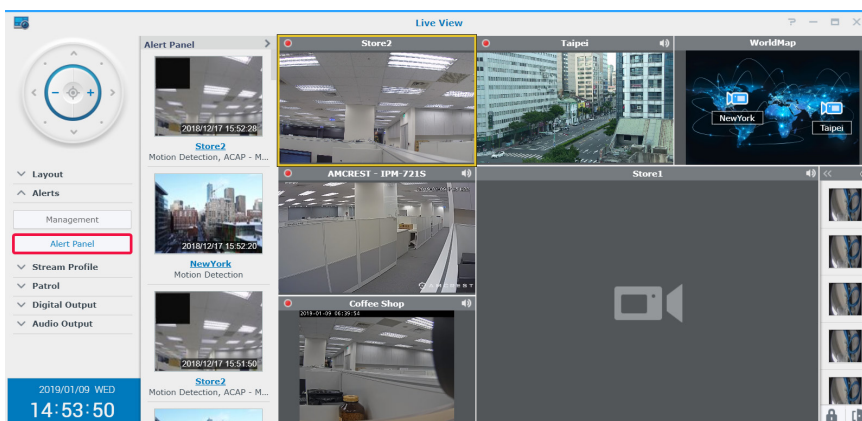 Live View
Alert Panel
2018/12/17 15:52:28
Store2
Motion Detection, ACAP - M...
2018/12/17 15:52:20
NewYork
Motion Detection
2018/12/17 15:51:50
Store2
Motion Detection, ACAP - M...
Layout
Alerts
Management
Alert Panel
Stream Profile
Patrol
Digital Output
Audio Output
2019/01/09 WED
14:53:50
Store2
Taipei
WorldMap
NewYork
Taipei
AMCREST - IPM-721S
AMCREST
Store1
Coffee Shop
2019-01-09 06:39:54